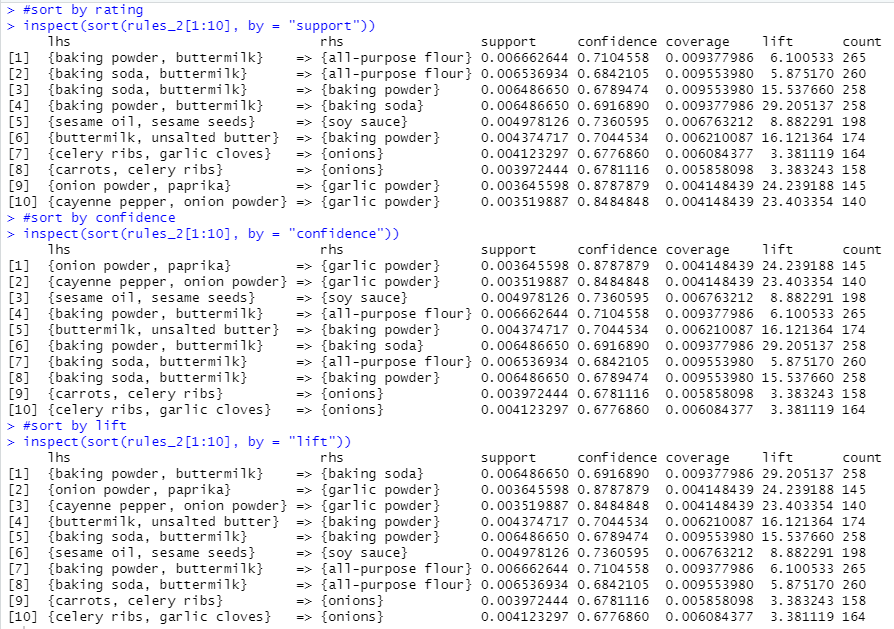 > #sort by rating
> inspect(sort(rules_2[1:10], by = "support"))
     lhs                               rhs                 support     confidence coverage    lift      count
[1]  {baking powder, buttermilk}    => {all-purpose flour} 0.006662644 0.7104558  0.009377986  6.100533 265
[2]  {baking soda, buttermilk}      => {all-purpose flour} 0.006536934 0.6842105  0.009553980  5.875170 260
[3]  {baking soda, buttermilk}      => {baking powder}     0.006486650 0.6789474  0.009553980 15.537660 258
[4]  {baking powder, buttermilk}    => {baking soda}       0.006486650 0.6916890  0.009377986 29.205137 258
[5]  {sesame oil, sesame seeds}     => {soy sauce}         0.004978126 0.7360595  0.006763212  8.882291 198
[6]  {buttermilk, unsalted butter}  => {baking powder}     0.004374717 0.7044534  0.006210087 16.121364 174
[7]  {celery ribs, garlic cloves}   => {onions}            0.004123297 0.6776860  0.006084377  3.381119 164
[8]  {carrots, celery ribs}         => {onions}            0.003972444 0.6781116  0.005858098  3.383243 158
[9]  {onion powder, paprika}        => {garlic powder}     0.003645598 0.8787879  0.004148439 24.239188 145
[10] {cayenne pepper, onion powder} => {garlic powder}     0.003519887 0.8484848  0.004148439 23.403354 140
> #sort by confidence
> inspect(sort(rules_2[1:10], by = "confidence"))
     lhs                               rhs                 support     confidence coverage    lift      count
[1]  {onion powder, paprika}        => {garlic powder}     0.003645598 0.8787879  0.004148439 24.239188 145
[2]  {cayenne pepper, onion powder} => {garlic powder}     0.003519887 0.8484848  0.004148439 23.403354 140
[3]  {sesame oil, sesame seeds}     => {soy sauce}         0.004978126 0.7360595  0.006763212  8.882291 198
[4]  {baking powder, buttermilk}    => {all-purpose flour} 0.006662644 0.7104558  0.009377986  6.100533 265
[5]  {buttermilk, unsalted butter}  => {baking powder}     0.004374717 0.7044534  0.006210087 16.121364 174
[6]  {baking powder, buttermilk}    => {baking soda}       0.006486650 0.6916890  0.009377986 29.205137 258
[7]  {baking soda, buttermilk}      => {all-purpose flour} 0.006536934 0.6842105  0.009553980  5.875170 260
[8]  {baking soda, buttermilk}      => {baking powder}     0.006486650 0.6789474  0.009553980 15.537660 258
[9]  {carrots, celery ribs}         => {onions}            0.003972444 0.6781116  0.005858098  3.383243 158
[10] {celery ribs, garlic cloves}   => {onions}            0.004123297 0.6776860  0.006084377  3.381119 164
> #sort by lift
> inspect(sort(rules_2[1:10], by = "lift"))
     lhs                               rhs                 support     confidence coverage    lift      count
[1]  {baking powder, buttermilk}    => {baking soda}       0.006486650 0.6916890  0.009377986 29.205137 258
[2]  {onion powder, paprika}        => {garlic powder}     0.003645598 0.8787879  0.004148439 24.239188 145
[3]  {cayenne pepper, onion powder} => {garlic powder}     0.003519887 0.8484848  0.004148439 23.403354 140
[4]  {buttermilk, unsalted butter}  => {baking powder}     0.004374717 0.7044534  0.006210087 16.121364 174
[5]  {baking soda, buttermilk}      => {baking powder}     0.006486650 0.6789474  0.009553980 15.537660 258
[6]  {sesame oil, sesame seeds}     => {soy sauce}         0.004978126 0.7360595  0.006763212  8.882291 198
[7]  {baking powder, buttermilk}    => {all-purpose flour} 0.006662644 0.7104558  0.009377986  6.100533 265
[8]  {baking soda, buttermilk}      => {all-purpose flour} 0.006536934 0.6842105  0.009553980  5.875170 260
[9]  {carrots, celery ribs}         => {onions}            0.003972444 0.6781116  0.005858098  3.383243 158
[10] {celery ribs, garlic cloves}   => {onions}            0.004123297 0.6776860  0.006084377  3.381119 164